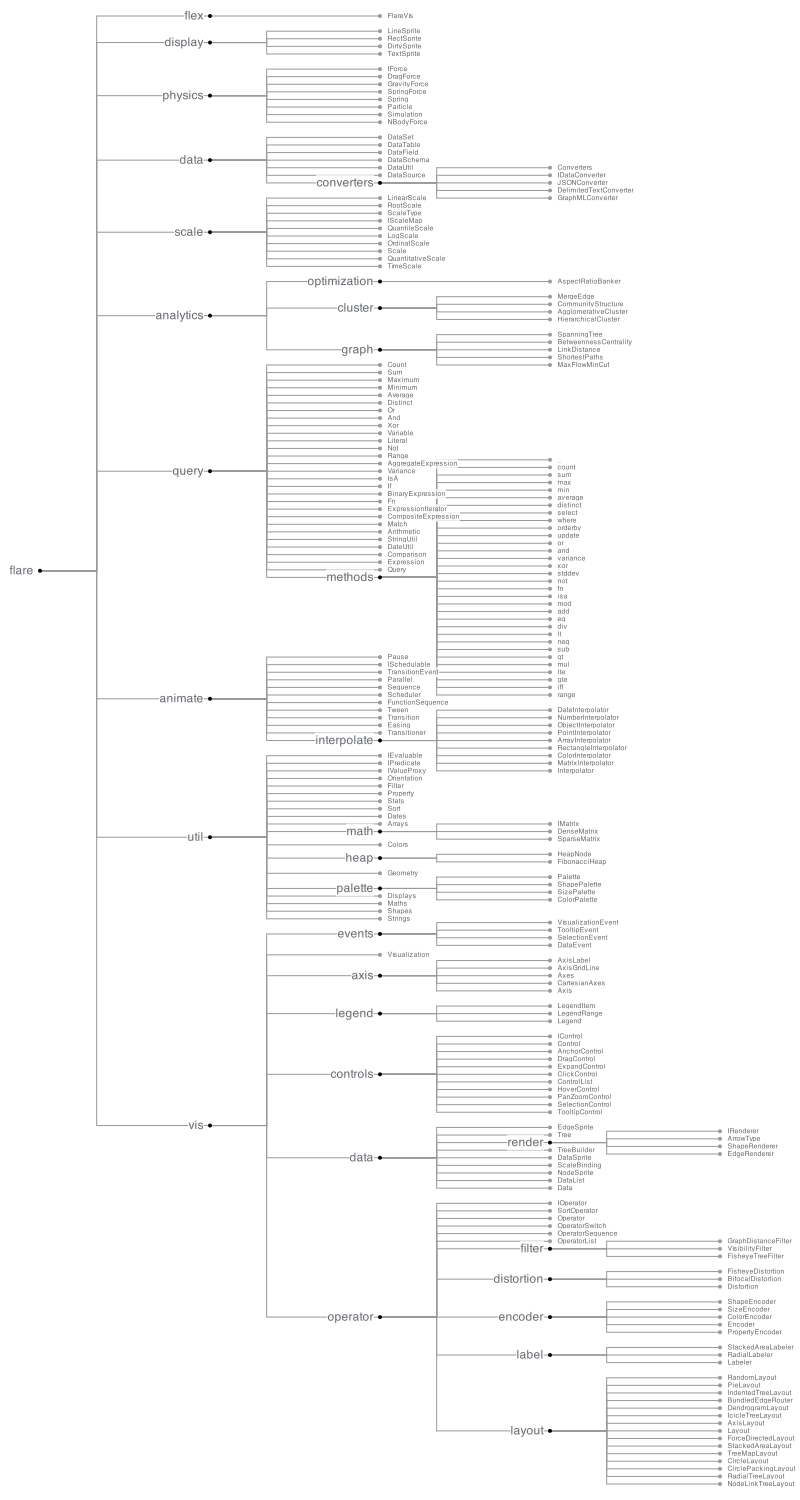 flex
FlareVis
display
LineSprite
RectSprite
DirtySprite
TextSprite
physics
IForce
DragForce
GravityForce
SpringForce
Spring
Particle
Simulation
NBodyForce
data
DataSet
DataTable
DataField
DataSchema
DataUtil
DataSource
converters
Converters
IDataConverter
JSONConverter
DelimitedTextConverter
GraphMLConverter
scale
LinearScale
RootScale
ScaleType
IScaleMap
QuantileScale
LogScale
OrdinalScale
Scale
QuantitativeScale
TimeScale
analytics
optimization
AspectRatioBanker
cluster
MergeEdge
CommunityStructure
AgglomerativeCluster
HierarchicalCluster
graph
SpanningTree
BetweennessCentrality
LinkDistance
ShortestPaths
MaxFlowMinCut
query
Count
Sum
Maximum
Minimum
Average
Distinct
Or
And
Xor
Variable
Literal
Not
Range
AggregateExpression
Variance
IsA
If
BinaryExpression
Fn
ExpressionIterator
CompositeExpression
Match
Arithmetic
StringUtil
DateUtil
Comparison
Expression
Query
methods
count
sum
max
min
average
distinct
select
where
orderby
update
or
and
variance
xor
stddev
not
fn
isa
mod
add
eq
div
lt
neq
sub
gt
mul
lte
gte
iff
range
flare
animate
Pause
ISchedulable
TransitionEvent
Parallel
Sequence
Scheduler
FunctionSequence
Tween
Transition
Easing
Transitioner
interpolate
DateInterpolator
NumberInterpolator
ObjectInterpolator
PointInterpolator
ArrayInterpolator
RectangleInterpolator
ColorInterpolator
MatrixInterpolator
Interpolator
util
IEvaluable
IPredicate
IValueProxy
Orientation
Filter
Property
Stats
Sort
Dates
Arrays
math
IMatrix
DenseMatrix
SparseMatrix
Colors
heap
HeapNode
FibonacciHeap
Geometry
palette
Palette
ShapePalette
SizePalette
ColorPalette
Displays
Maths
Shapes
Strings
vis
events
VisualizationEvent
TooltipEvent
SelectionEvent
DataEvent
Visualization
axis
AxisLabel
AxisGridLine
Axes
CartesianAxes
Axis
legend
LegendItem
LegendRange
Legend
controls
IControl
Control
AnchorControl
DragControl
ExpandControl
ClickControl
ControlList
HoverControl
PanZoomControl
SelectionControl
TooltipControl
data
EdgeSprite
Tree
render
IRenderer
ArrowType
ShapeRenderer
EdgeRenderer
TreeBuilder
DataSprite
ScaleBinding
NodeSprite
DataList
Data
operator
IOperator
SortOperator
Operator
OperatorSwitch
OperatorSequence
OperatorList
filter
GraphDistanceFilter
VisibilityFilter
FisheyeTreeFilter
distortion
FisheyeDistortion
BifocalDistortion
Distortion
encoder
ShapeEncoder
SizeEncoder
ColorEncoder
Encoder
PropertyEncoder
label
StackedAreaLabeler
RadialLabeler
Labeler
layout
RandomLayout
PieLayout
IndentedTreeLayout
BundledEdgeRouter
DendrogramLayout
IcicleTreeLayout
AxisLayout
Layout
ForceDirectedLayout
StackedAreaLayout
TreeMapLayout
CircleLayout
CirclePackingLayout
RadialTreeLayout
NodeLinkTreeLayout